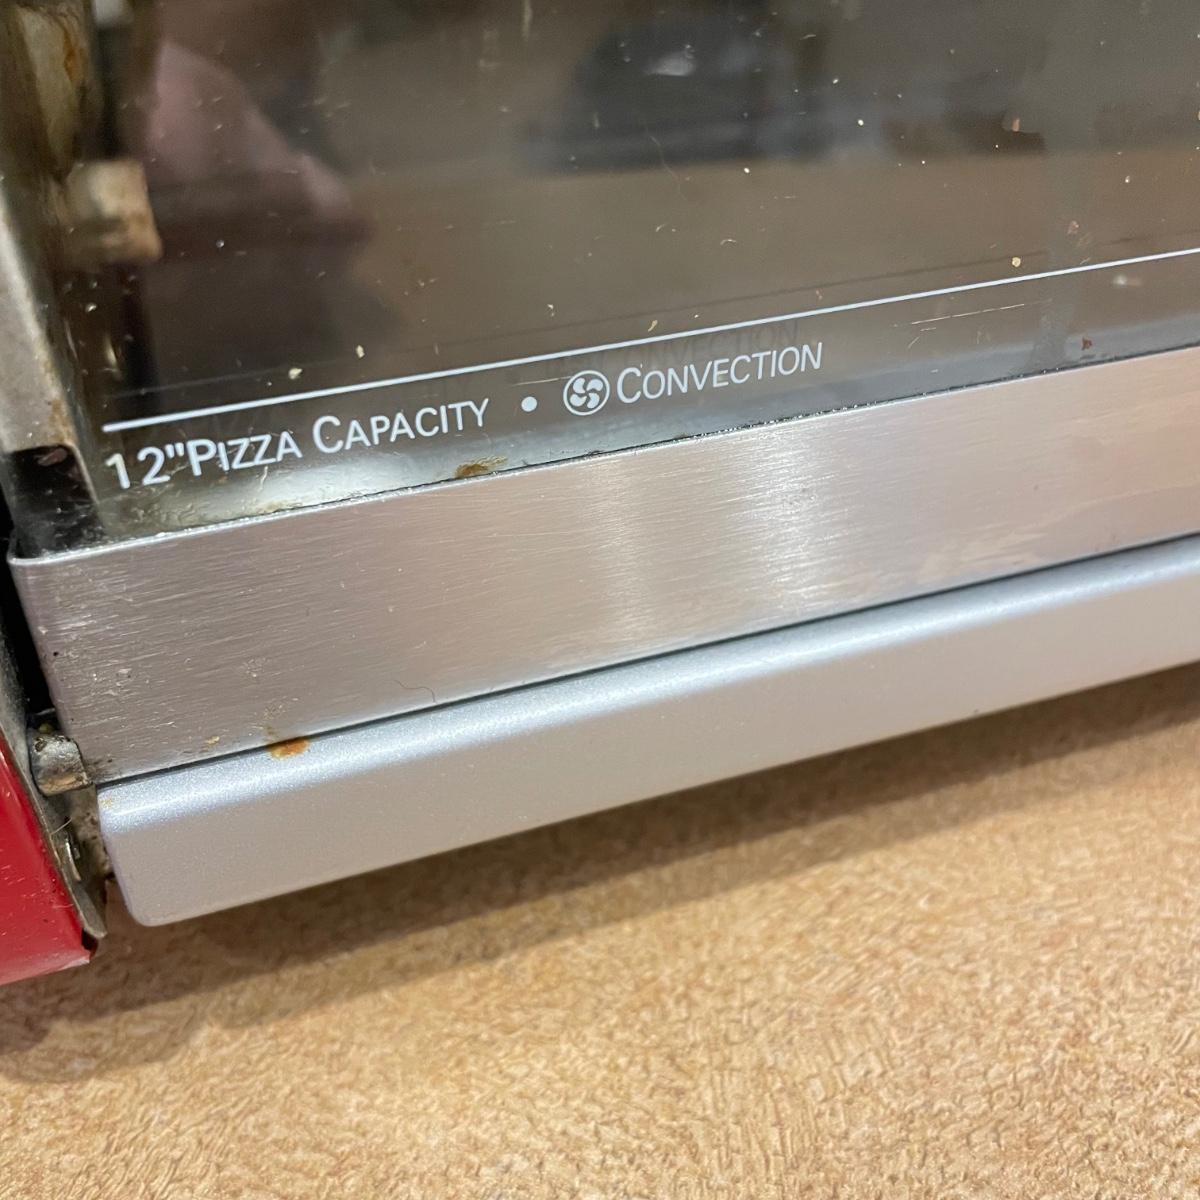 12" PIZZA CAPACITY • CONVECTION